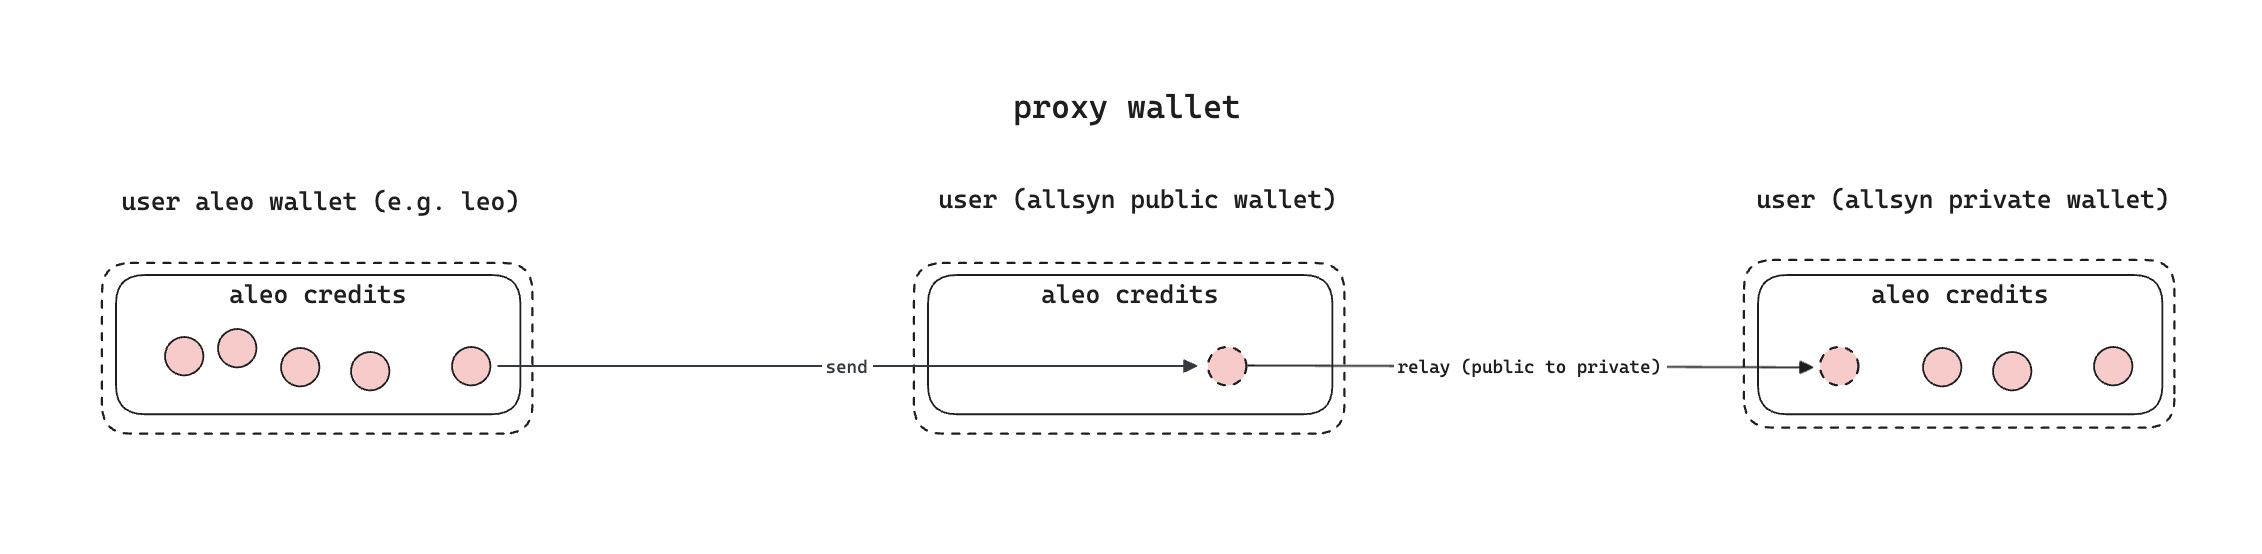 proxy wallet
user aleo wallet (e.g. leo)
user (allsyn public wallet)
user (allsyn private wallet)
aleo credits
aleo credits
aleo credits
send
relay (public to private)